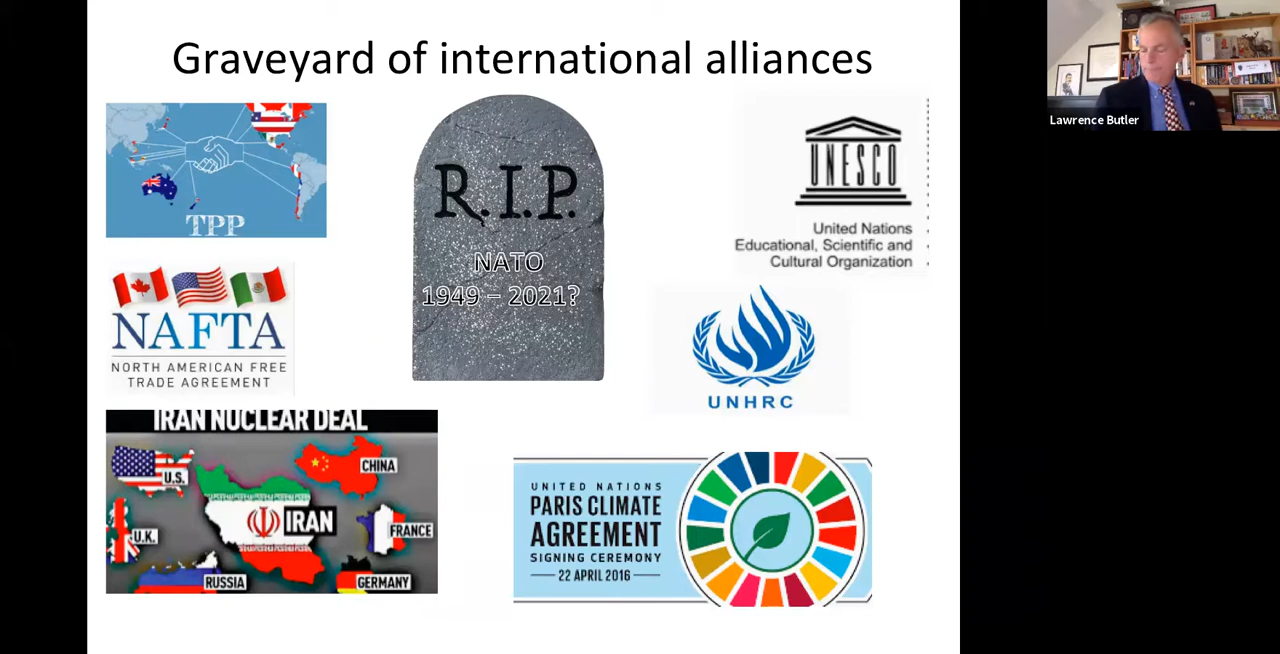 Graveyard of international alliances
Lawrence Butler
TPP
R.I.P.
NATO
1949 – 2021?
UNESCO
United Nations
Educational, Scientific and
Cultural Organization
NAFTA
NORTH AMERICAN FREE
TRADE AGREEMENT
UNHRC
IRAN NUCLEAR DEAL
U.S.
CHINA
IRAN
U.K.
FRANCE
RUSSIA
GERMANY
UNITED NATIONS
PARIS CLIMATE
AGREEMENT
SIGNING CEREMONY
22 APRIL 2016